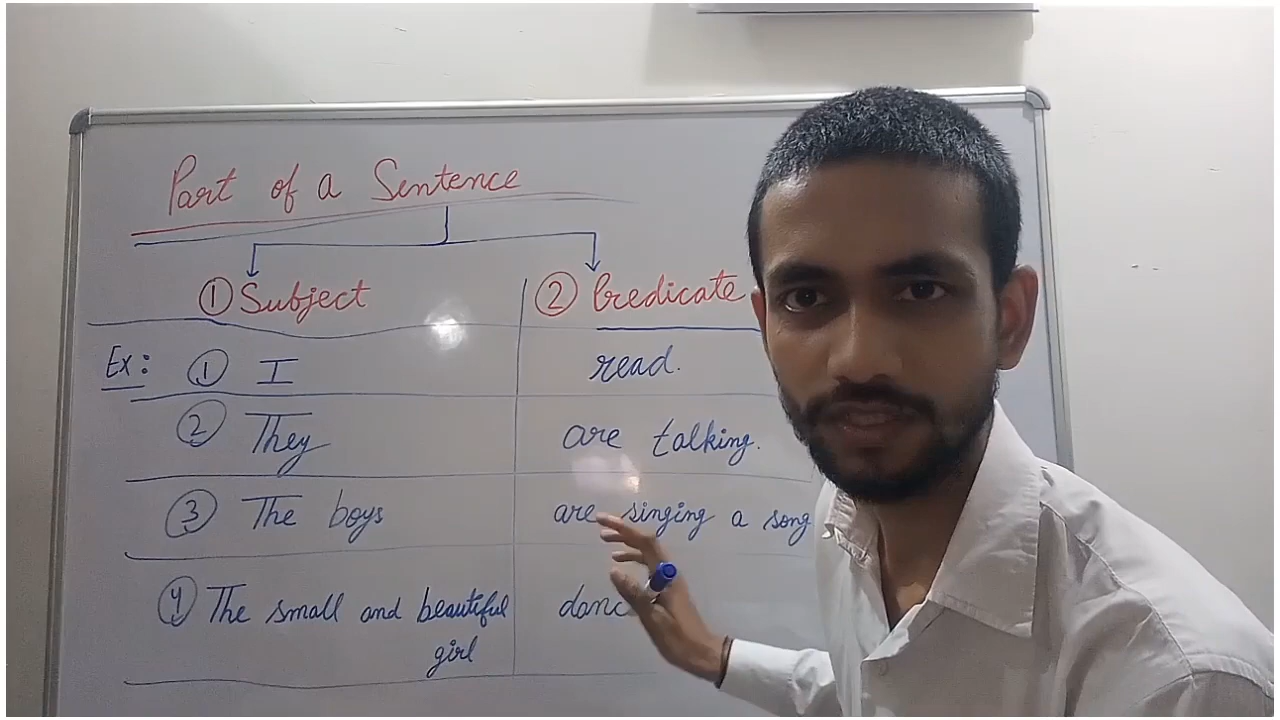 Part of a Sentence
① Subject ② Predicate
Ex: ① I read.
② They are talking.
③ The boys are singing a song
④ The small and beautiful
girl